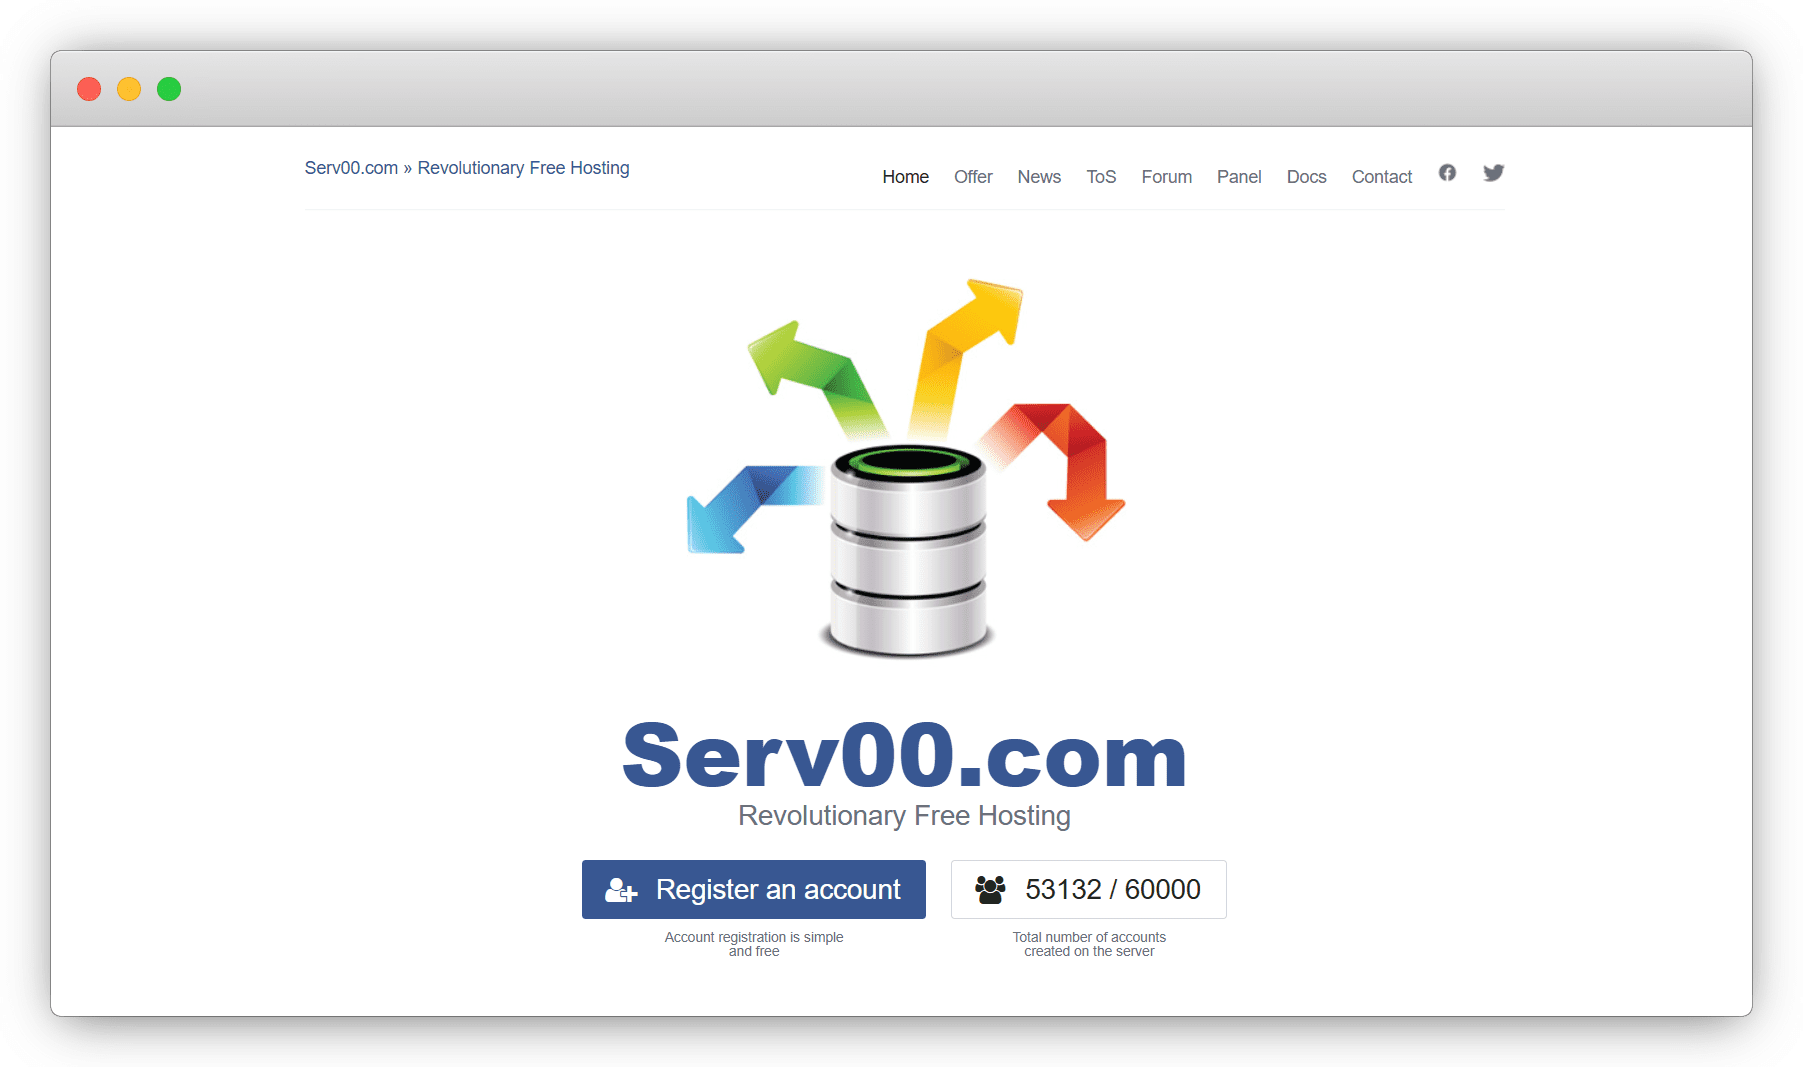 Serv00.com » Revolutionary Free Hosting
Home Offer News ToS Forum Panel Docs Contact
Serv00.com
Revolutionary Free Hosting
Register an account
53132 / 60000
Account registration is simple
and free
Total number of accounts
created on the server